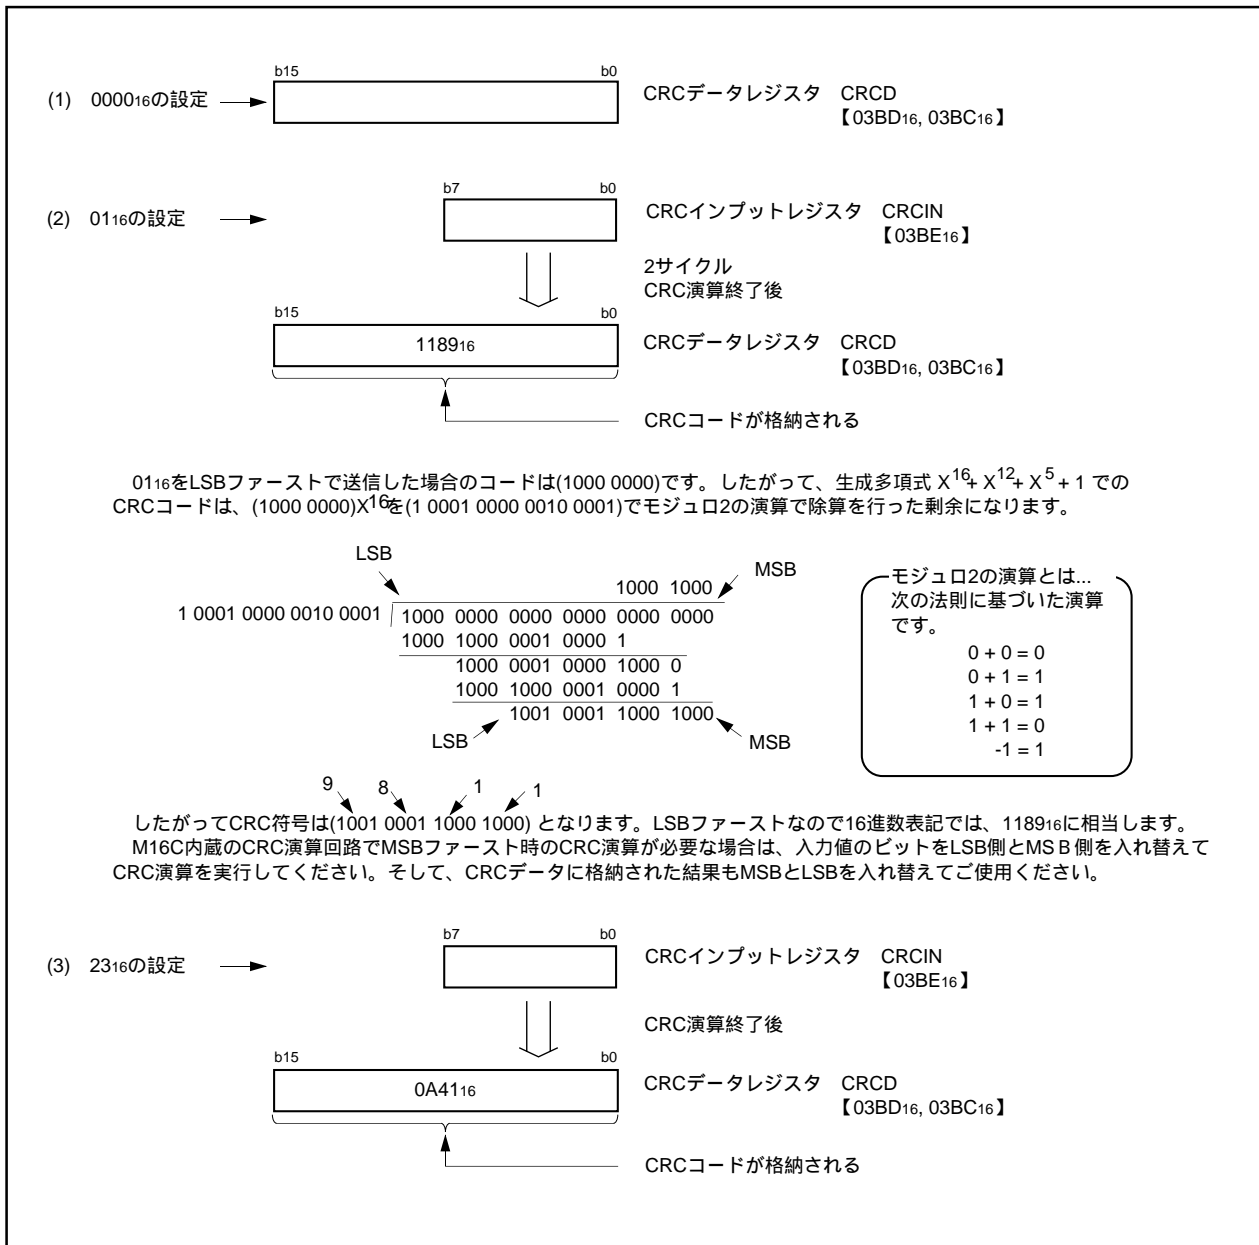 b15 b0
(1) 000016の設定 CRCデータレジスタ CRCD
【03BD16, 03BC16】
b7 b0
(2) 0116の設定 CRCインプットレジスタ CRCIN
【03BE16】
2サイクル
CRC演算終了後
b15 b0
118916 CRCデータレジスタ CRCD
【03BD16, 03BC16】
CRCコードが格納される
0116をLSBファーストで送信した場合のコードは(1000 0000)です。したがって、生成多項式 X16+ X12+ X5 + 1 での
CRCコードは、(1000 0000)X16を(1 0001 0000 0010 0001)でモジュロ2の演算で除算を行った剰余になります。
LSB MSB
1000 1000
1 0001 0000 0010 0001 1000 0000 0000 0000 0000 0000
1000 1000 0001 0000 1
1000 0001 0000 1000 0
1000 1000 0001 0000 1
1001 0001 1000 1000
LSB MSB
モジュロ2の演算とは...
次の法則に基づいた演算
です。
0 + 0 = 0
0 + 1 = 1
1 + 0 = 1
1 + 1 = 0
-1 = 1
9 8 1 1
したがってCRC符号は(1001 0001 1000 1000) となります。LSBファーストなので16進数表記では、118916に相当します。
M16C内蔵のCRC演算回路でMSBファースト時のCRC演算が必要な場合は、入力値のビットをLSB側とMSB側を入れ替えて
CRC演算を実行してください。そして、CRCデータに格納された結果もMSBとLSBを入れ替えてご使用ください。
b7 b0
(3) 2316の設定 CRCインプットレジスタ CRCIN
【03BE16】
CRC演算終了後
b15 b0
0A4116 CRCデータレジスタ CRCD
【03BD16, 03BC16】
CRCコードが格納される